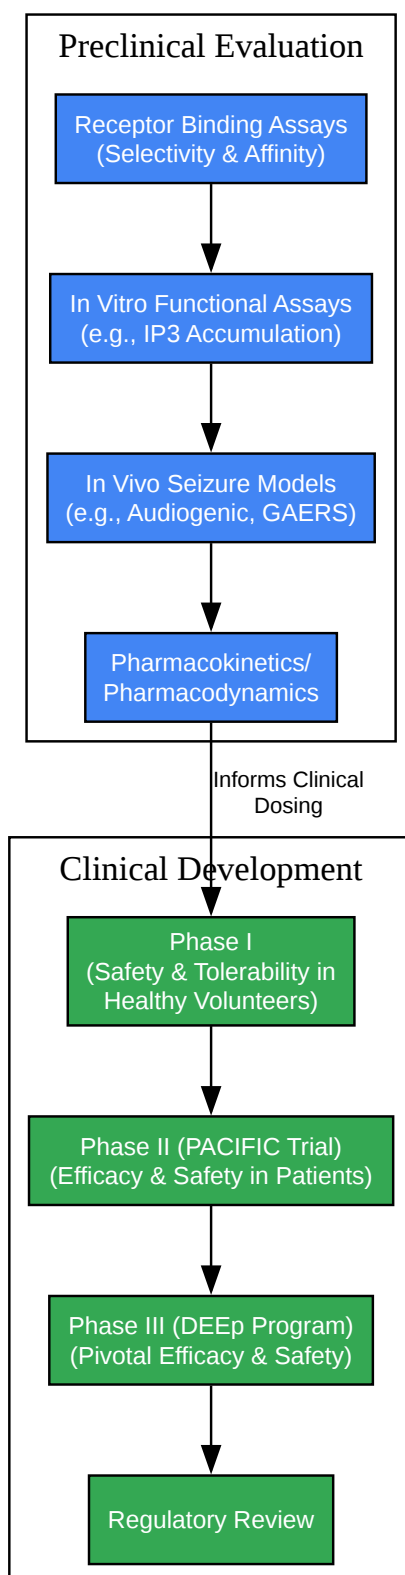 Preclinical Evaluation
Receptor Binding Assays
(Selectivity & Affinity)
In Vitro Functional Assays
(e.g., IP3 Accumulation)
In Vivo Seizure Models
(e.g., Audiogenic, GAERS)
Pharmacokinetics/
Pharmacodynamics
Informs Clinical
Dosing
Clinical Development
Phase I
(Safety & Tolerability in
Healthy Volunteers)
Phase II (PACIFIC Trial)
(Efficacy & Safety in Patients)
Phase III (DEEp Program)
(Pivotal Efficacy & Safety)
Regulatory Review